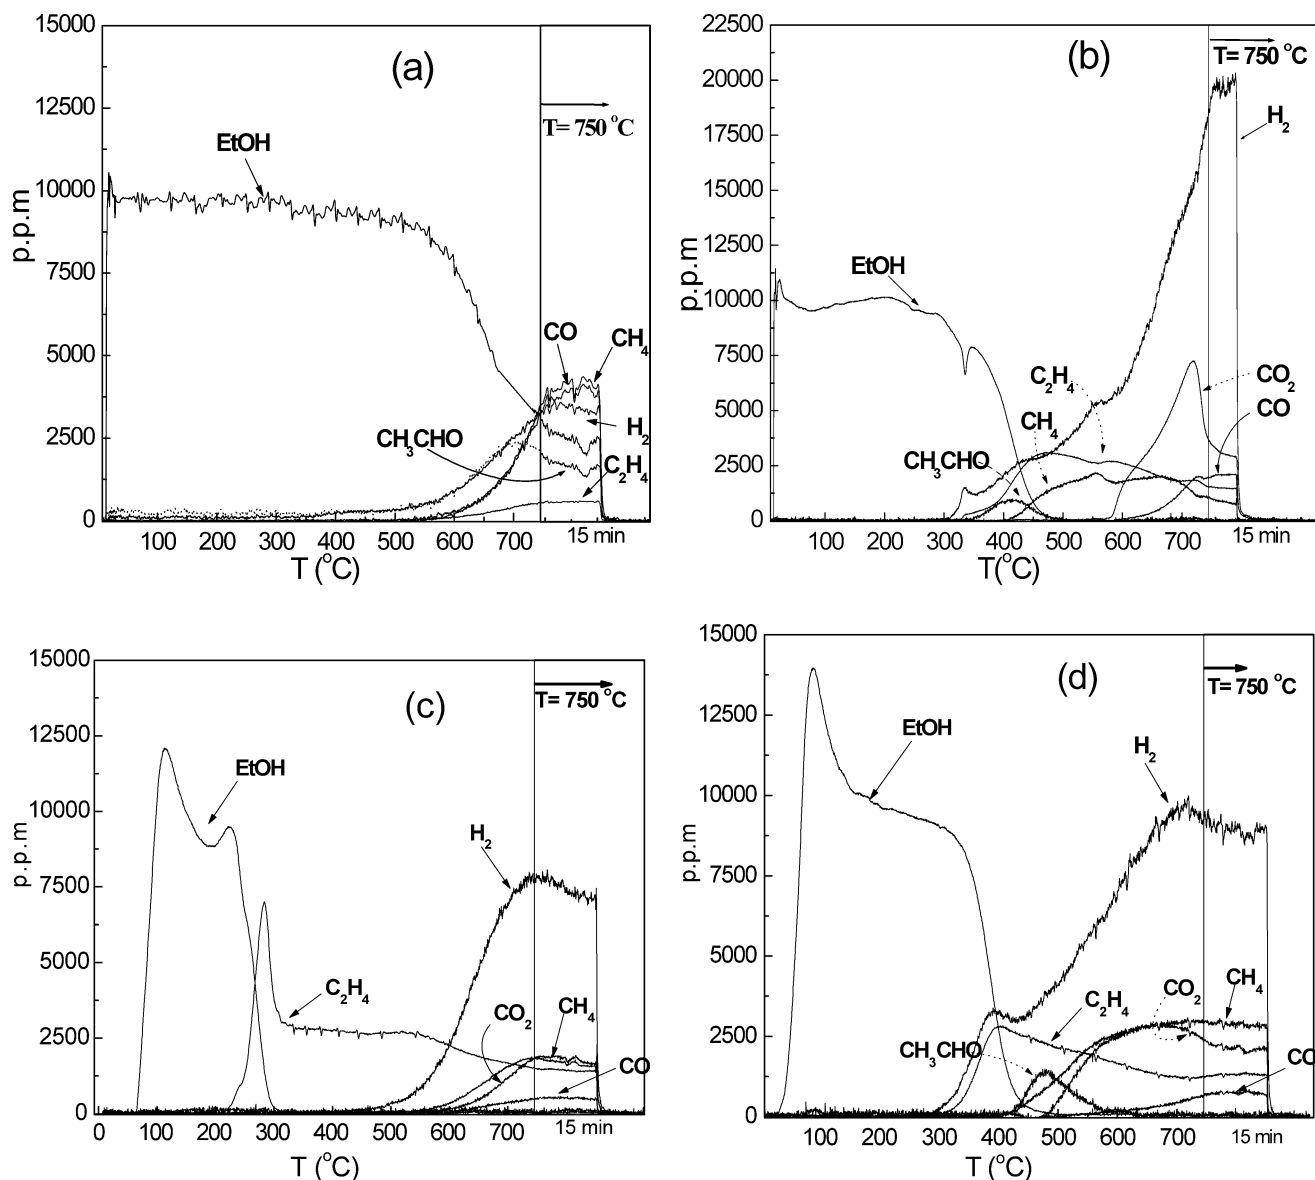 (a)
15000
12500
10000
7500
5000
2500
0
p.p.m
EtOH
T= 750 °C
CO
CH₄
H₂
CH₃CHO
C₂H₄
100 200 300 400 500 600 700 15 min
T (°C)
(b)
22500
20000
17500
15000
12500
10000
7500
5000
2500
0
p.p.m
T= 750 °C
H₂
EtOH
C₂H₄
CH₄
CH₃CHO
CO₂
CO
100 200 300 400 500 600 700 15 min
T(°C)
(c)
15000
12500
10000
7500
5000
2500
0
p.p.m
T= 750 °C
EtOH
H₂
C₂H₄
CO₂
CH₄
CO
0 100 200 300 400 500 600 700 15 min
T (°C)
(d)
15000
12500
10000
7500
5000
2500
0
p.p.m
T= 750 °C
EtOH
H₂
C₂H₄
CO₂
CH₄
CH₃CHO
CO
100 200 300 400 500 600 700 15 min
T (°C)